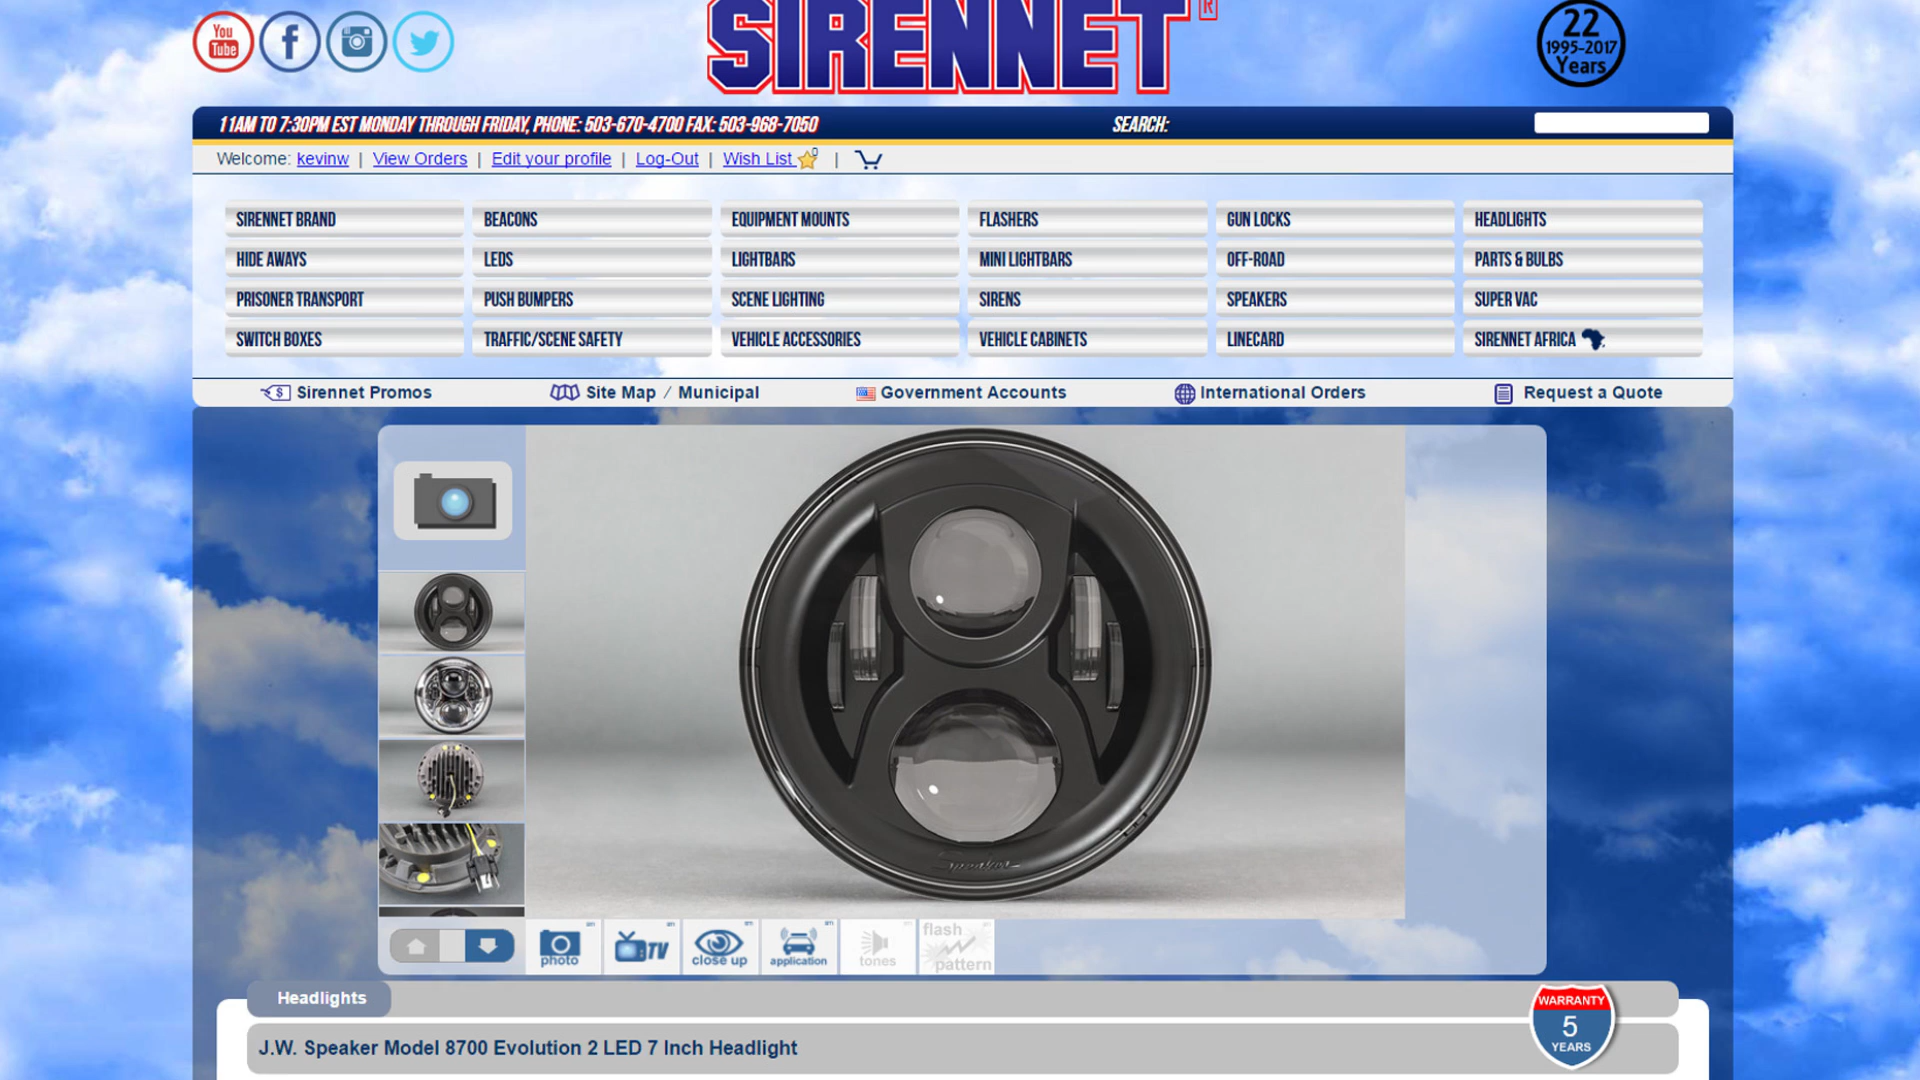 You
Tube
SIRENNET®
22
1995-2017
Years
11AM TO 7:30PM EST MONDAY THROUGH FRIDAY, PHONE: 503-670-4700 FAX: 503-968-7050
SEARCH:
Welcome: kevinw | View Orders | Edit your profile | Log-Out | Wish List 0 |
SIRENNET BRAND BEACONS EQUIPMENT MOUNTS FLASHERS GUN LOCKS HEADLIGHTS
HIDE AWAYS LEDS LIGHTBARS MINI LIGHTBARS OFF-ROAD PARTS & BULBS
PRISONER TRANSPORT PUSH BUMPERS SCENE LIGHTING SIRENS SPEAKERS SUPER VAC
SWITCH BOXES TRAFFIC/SCENE SAFETY VEHICLE ACCESSORIES VEHICLE CABINETS LINECARD SIRENNET AFRICA
$ Sirennet Promos Site Map / Municipal Government Accounts International Orders Request a Quote
Speaker
photo TV close up application tones flash pattern
Headlights
WARRANTY
5
YEARS
J.W. Speaker Model 8700 Evolution 2 LED 7 Inch Headlight